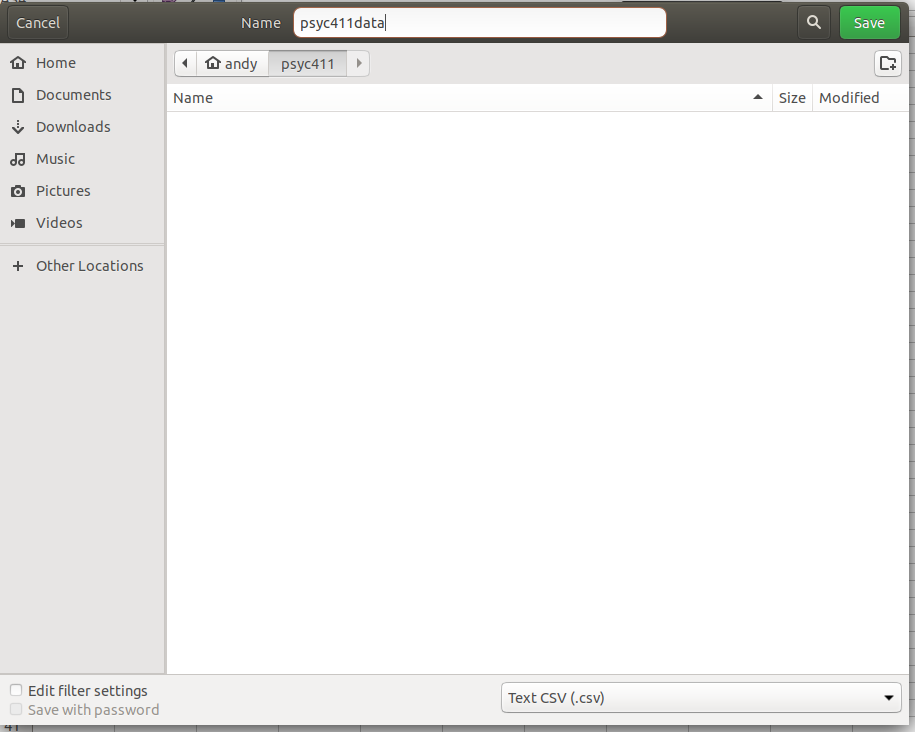 Cancel Name psyc411data Save
Home
Documents
Downloads
Music
Pictures
Videos
Other Locations
andy psyc411
Name Size Modified
Edit filter settings
Save with password
Text CSV (.csv)
41